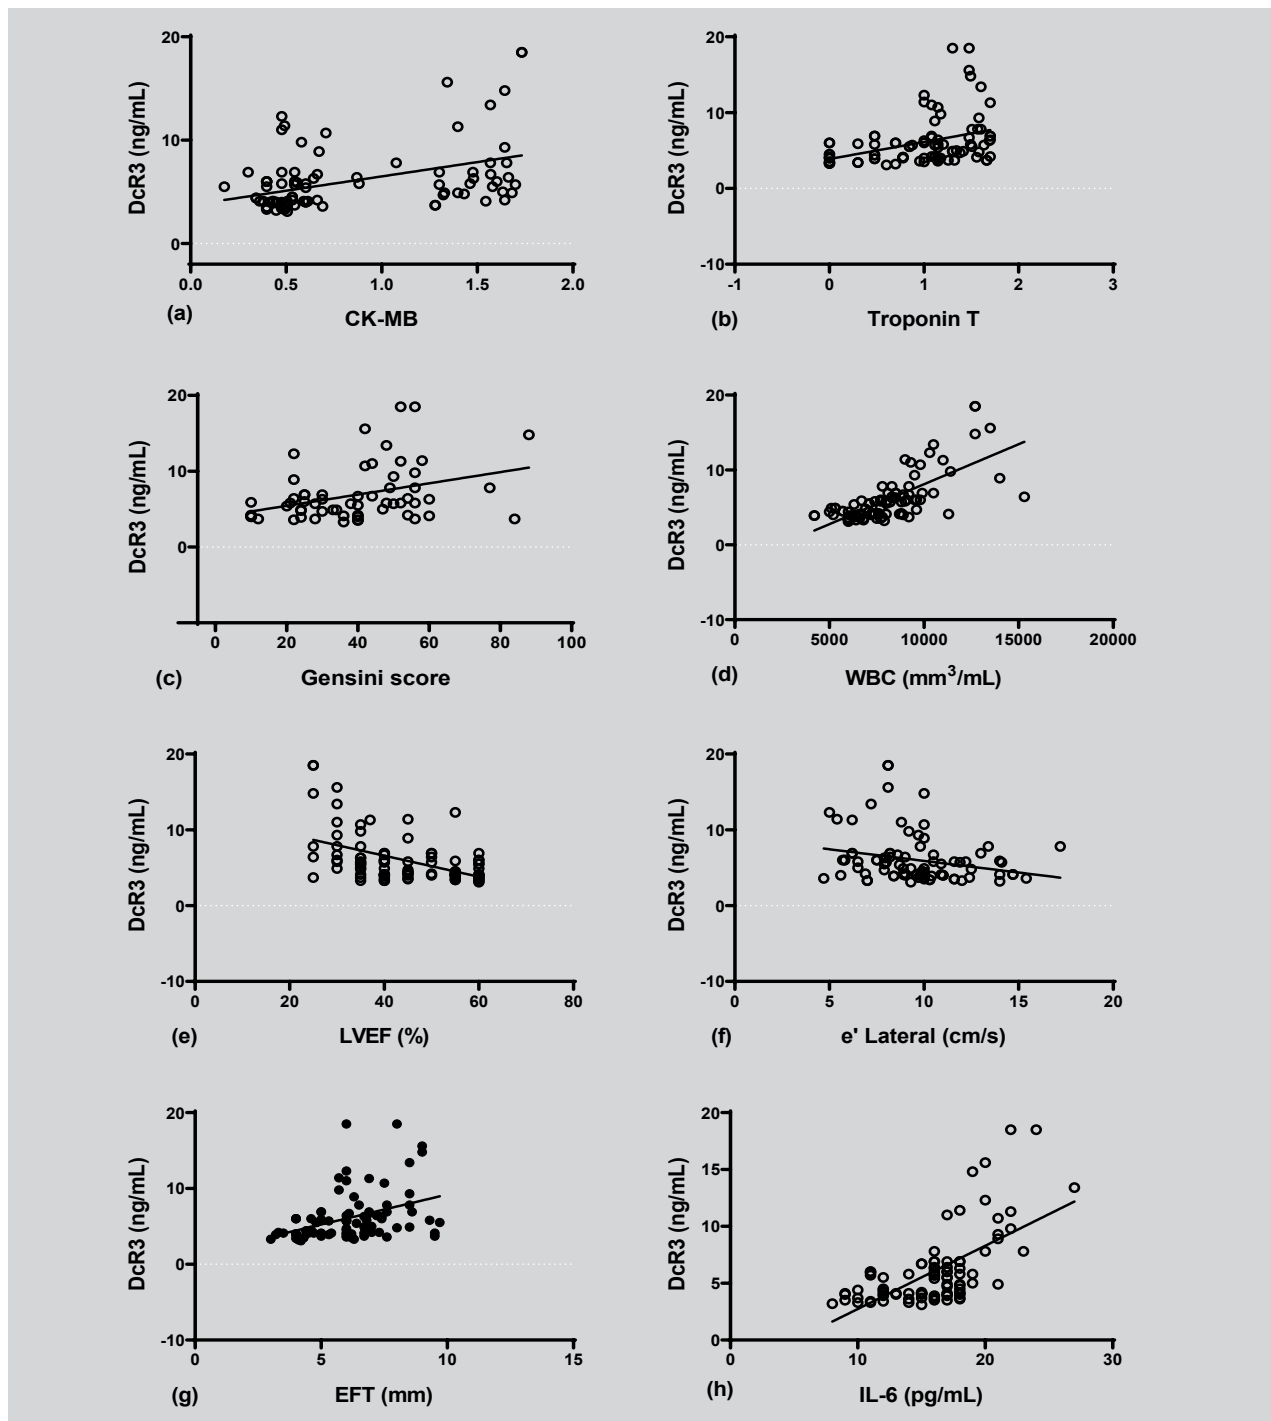 20
10
0
DcR3 (ng/mL)
0.0 0.5 1.0 1.5 2.0
(a) CK-MB
20
10
0
-10
DcR3 (ng/mL)
-1 0 1 2 3
(b) Troponin T
20
10
0
DcR3 (ng/mL)
0 20 40 60 80 100
(c) Gensini score
20
10
0
-10
DcR3 (ng/mL)
0 5000 10000 15000 20000
(d) WBC (mm³/mL)
20
10
0
-10
DcR3 (ng/mL)
0 20 40 60 80
(e) LVEF (%)
20
10
0
-10
DcR3 (ng/mL)
0 5 10 15 20
(f) e' Lateral (cm/s)
20
10
0
-10
DcR3 (ng/mL)
0 5 10 15
(g) EFT (mm)
20
15
10
5
0
DcR3 (ng/mL)
0 10 20 30
(h) IL-6 (pg/mL)